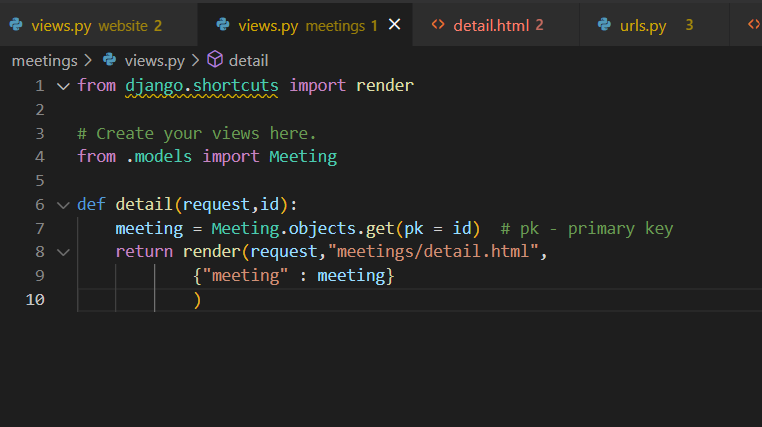 views.py website 2 views.py meetings 1 × <> detail.html 2 urls.py 3 <>
meetings > views.py > detail
1 from django.shortcuts import render
2
3 # Create your views here.
4 from .models import Meeting
5
6 def detail(request,id):
7 meeting = Meeting.objects.get(pk = id)  # pk - primary key
8 return render(request,"meetings/detail.html",
9 {"meeting" : meeting}
10 )